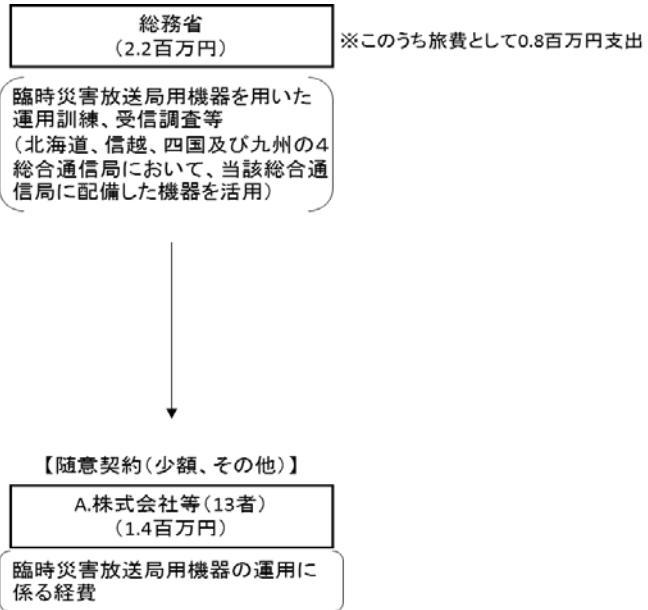 総務省
(2.2百万円)
※このうち旅費として0.8百万円支出
臨時災害放送局用機器を用いた
運用訓練、受信調査等
(北海道、信越、四国及び九州の4
総合通信局において、当該総合通
信局に配備した機器を活用)
【随意契約(少額、その他)】
A.株式会社等(13者)
(1.4百万円)
臨時災害放送局用機器の運用に
係る経費